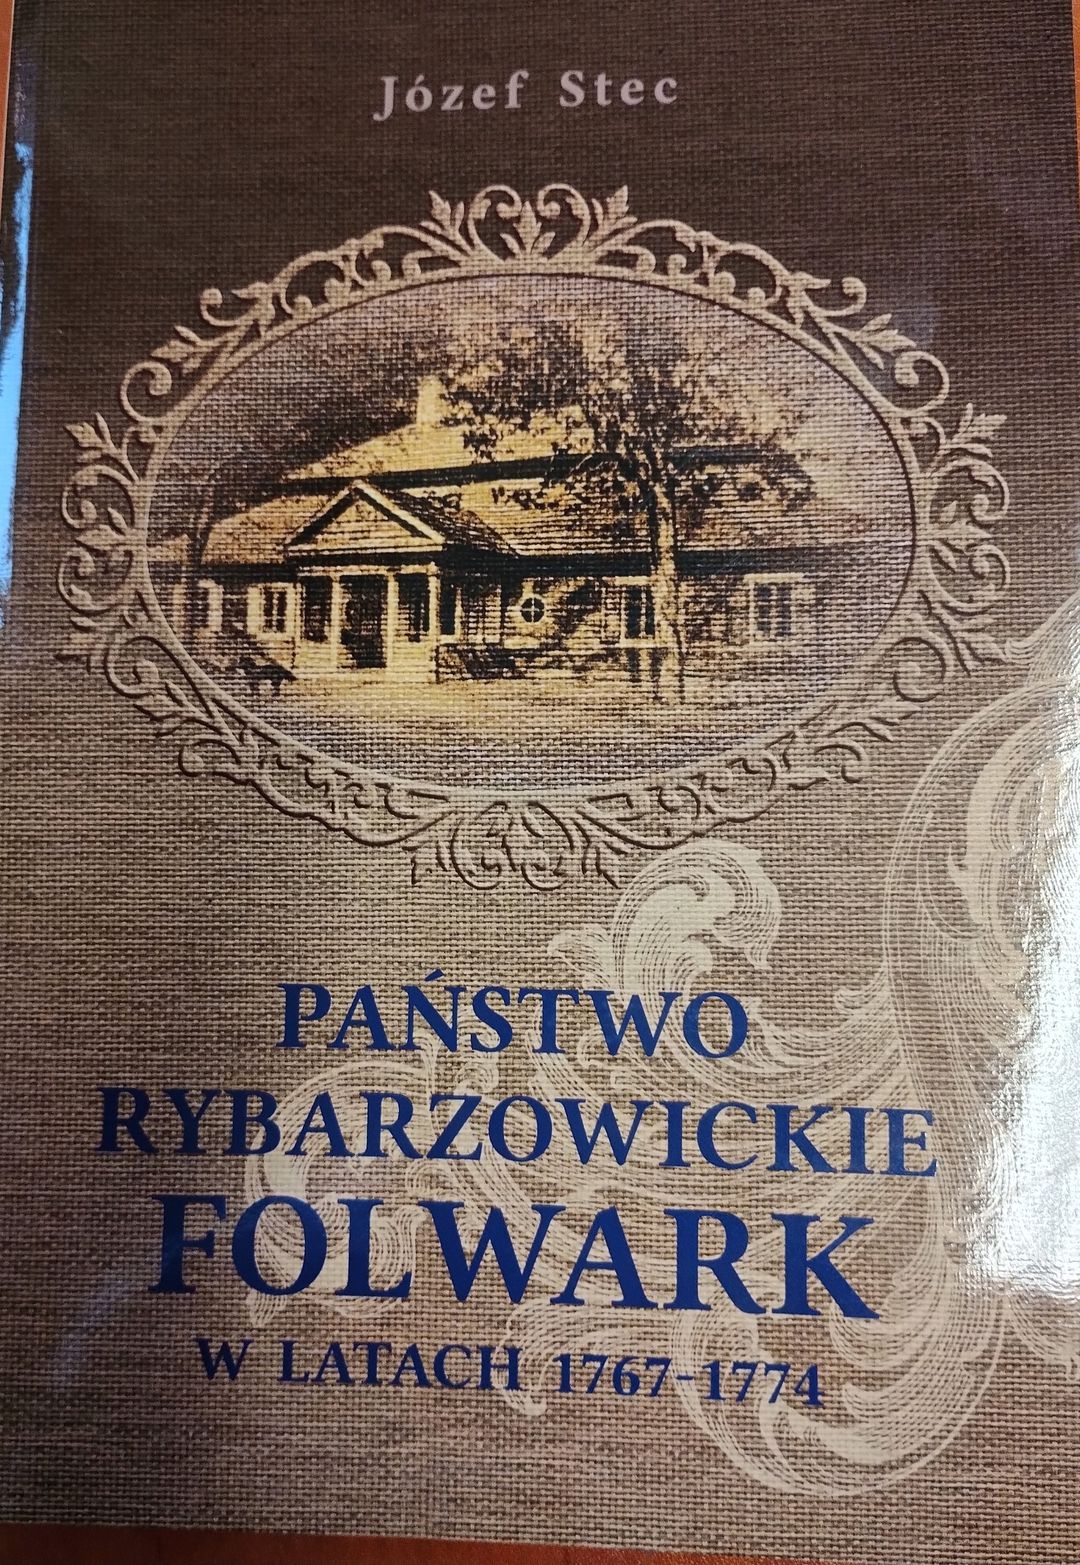 Józef Stec
PAŃSTWO
RYBARZOWICKIE
FOLWARK
W LATACH 1767-1774